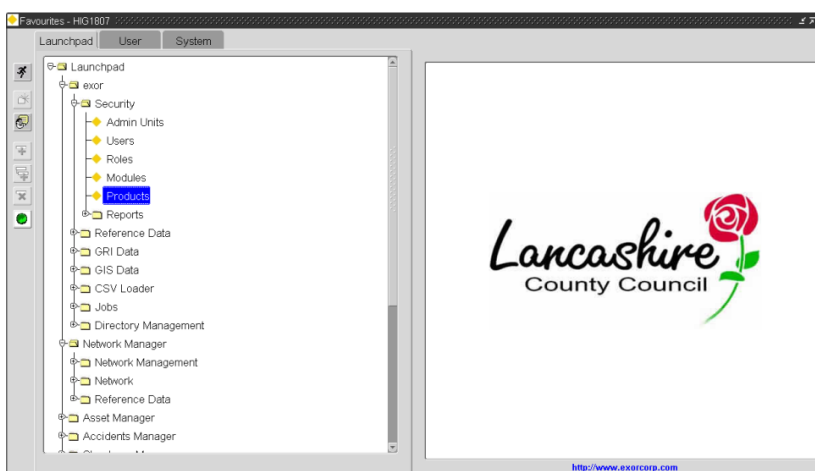 Favourites - HIG1807
Launchpad User System
Launchpad
exor
Security
Admin Units
Users
Roles
Modules
Products
Reports
Reference Data
GRI Data
GIS Data
CSV Loader
Jobs
Directory Management
Network Manager
Network Management
Network
Reference Data
Asset Manager
Accidents Manager
Lancashire
County Council
http://www.exorcorp.com